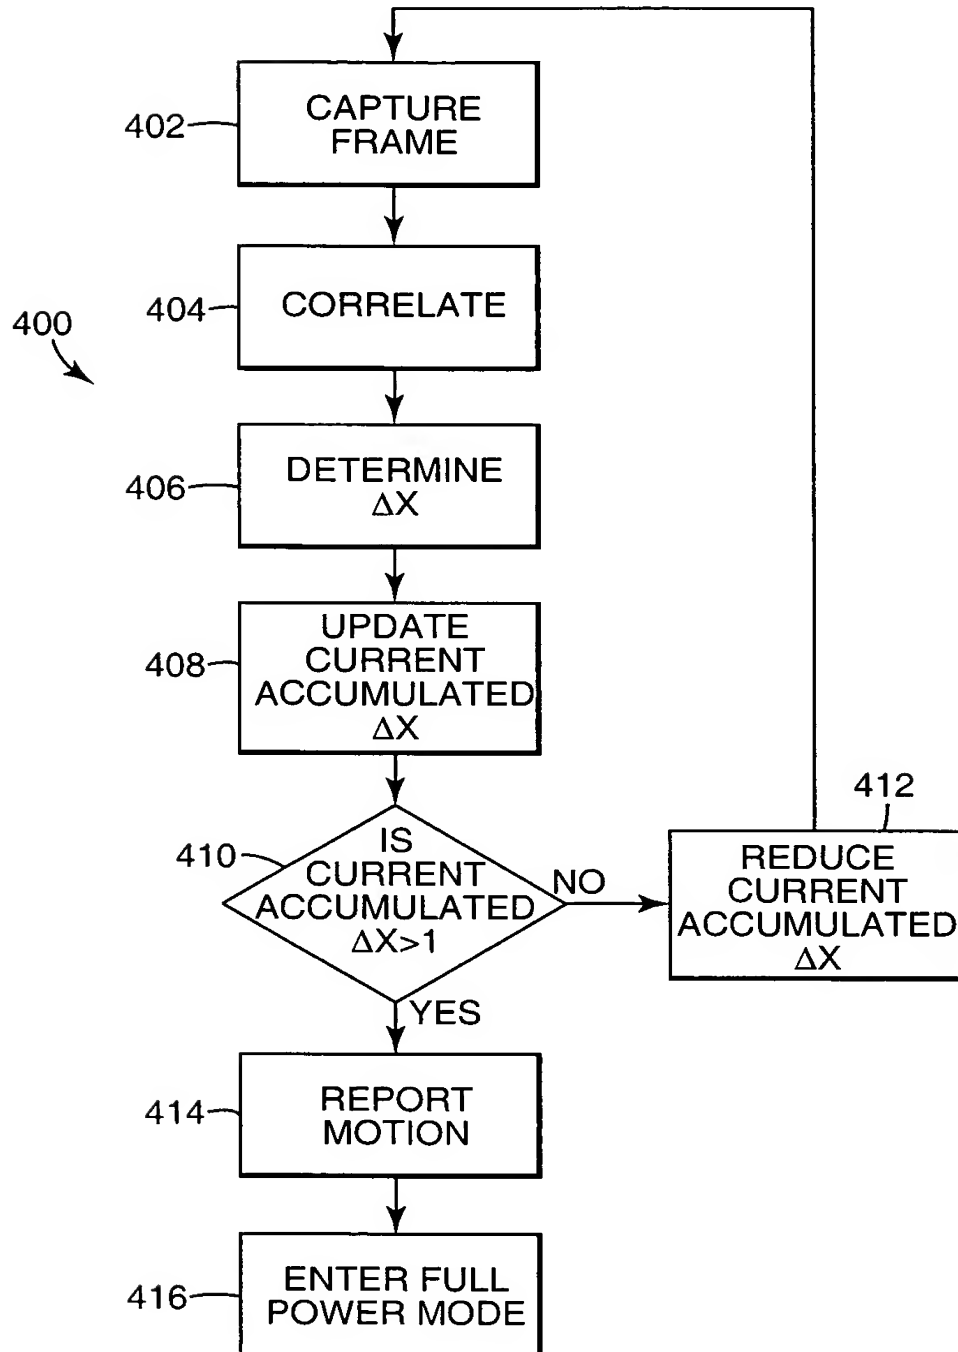 402
CAPTURE
FRAME
404
CORRELATE
400
406
DETERMINE
ΔX
408
UPDATE
CURRENT
ACCUMULATED
ΔX
410
IS
CURRENT
ACCUMULATED
ΔX>1
NO
412
REDUCE
CURRENT
ACCUMULATED
ΔX
YES
414
REPORT
MOTION
416
ENTER FULL
POWER MODE